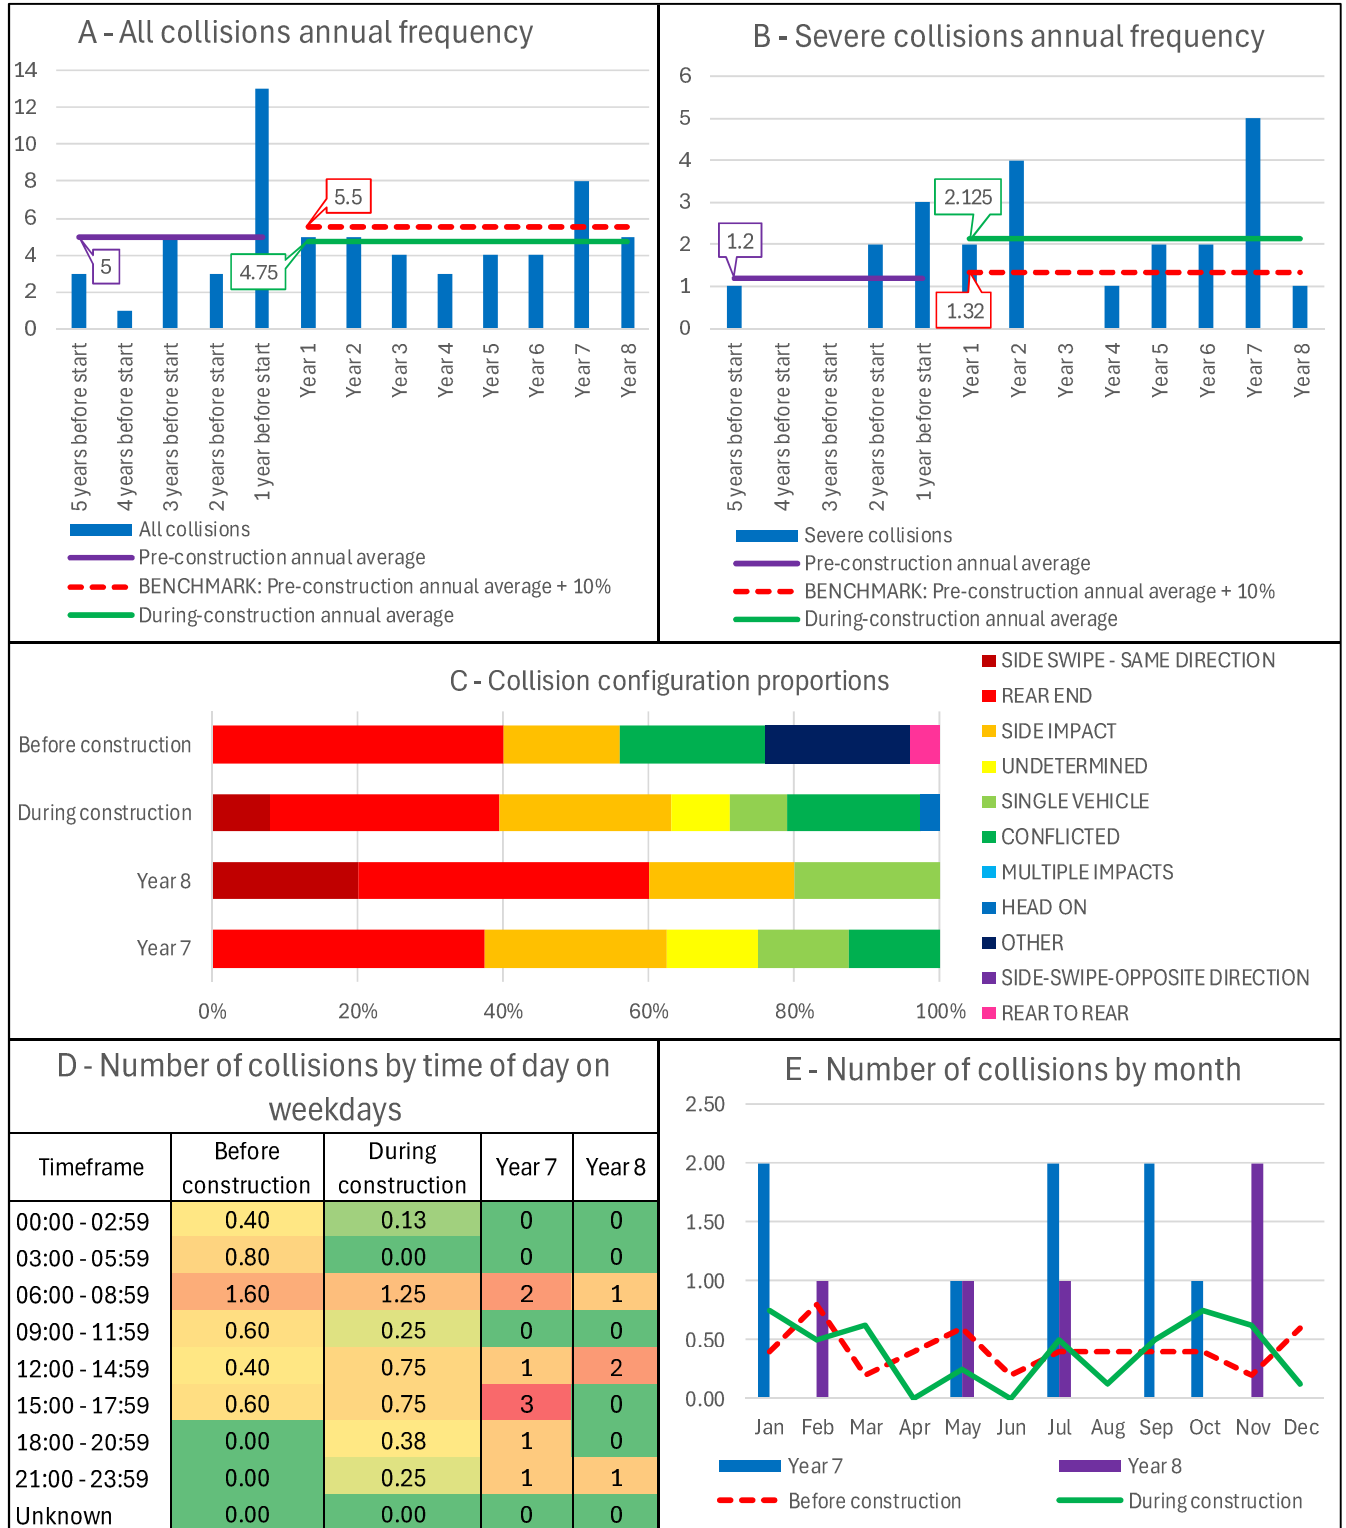 A - All collisions annual frequency
14
12
10
8
6
4
2
0
5.5
5
4.75
5 years before start
4 years before start
3 years before start
2 years before start
1 year before start
Year 1
Year 2
Year 3
Year 4
Year 5
Year 6
Year 7
Year 8
All collisions
Pre-construction annual average
BENCHMARK: Pre-construction annual average + 10%
During-construction annual average
B - Severe collisions annual frequency
6
5
4
3
2
1
0
1.2
2.125
1.32
5 years before start
4 years before start
3 years before start
2 years before start
1 year before start
Year 1
Year 2
Year 3
Year 4
Year 5
Year 6
Year 7
Year 8
Severe collisions
Pre-construction annual average
BENCHMARK: Pre-construction annual average + 10%
During-construction annual average
C - Collision configuration proportions
Before construction
During construction
Year 8
Year 7
0% 20% 40% 60% 80% 100%
SIDE SWIPE - SAME DIRECTION
REAR END
SIDE IMPACT
UNDETERMINED
SINGLE VEHICLE
CONFLICTED
MULTIPLE IMPACTS
HEAD ON
OTHER
SIDE-SWIPE-OPPOSITE DIRECTION
REAR TO REAR
D - Number of collisions by time of day on
weekdays
Timeframe Before construction During construction Year 7 Year 8
00:00 - 02:59 0.40 0.13 0 0
03:00 - 05:59 0.80 0.00 0 0
06:00 - 08:59 1.60 1.25 2 1
09:00 - 11:59 0.60 0.25 0 0
12:00 - 14:59 0.40 0.75 1 2
15:00 - 17:59 0.60 0.75 3 0
18:00 - 20:59 0.00 0.38 1 0
21:00 - 23:59 0.00 0.25 1 1
Unknown 0.00 0.00 0 0
E - Number of collisions by month
2.50
2.00
1.50
1.00
0.50
0.00
Jan Feb Mar Apr May Jun Jul Aug Sep Oct Nov Dec
Year 7 Year 8
Before construction During construction